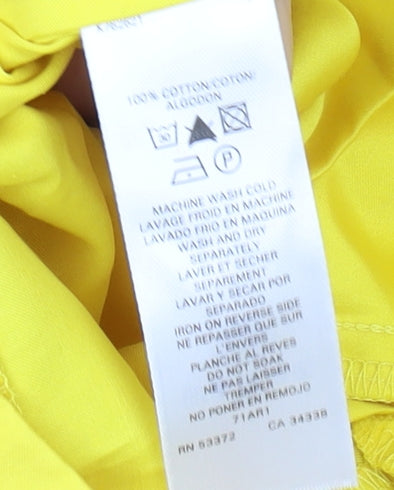 100% COTTON/COTON/
ALGODON
30
P
MACHINE WASH COLD
LAVAGE FROID EN MACHINE
LAVADO FRIO EN MAQUINA
WASH AND DRY
SEPARATELY
LAVER ET SECHER
SEPAREMENT
LAVAR Y SECAR POR
SEPARADO
IRON ON REVERSE SIDE
NE REPASSER QUE SUR
L'ENVERS
PLANCHE AL REVES
DO NOT SOAK
NE PAS LAISSER
TREMPER
NO PONER EN REMOJO
71AR1
RN 53372 CA 34338